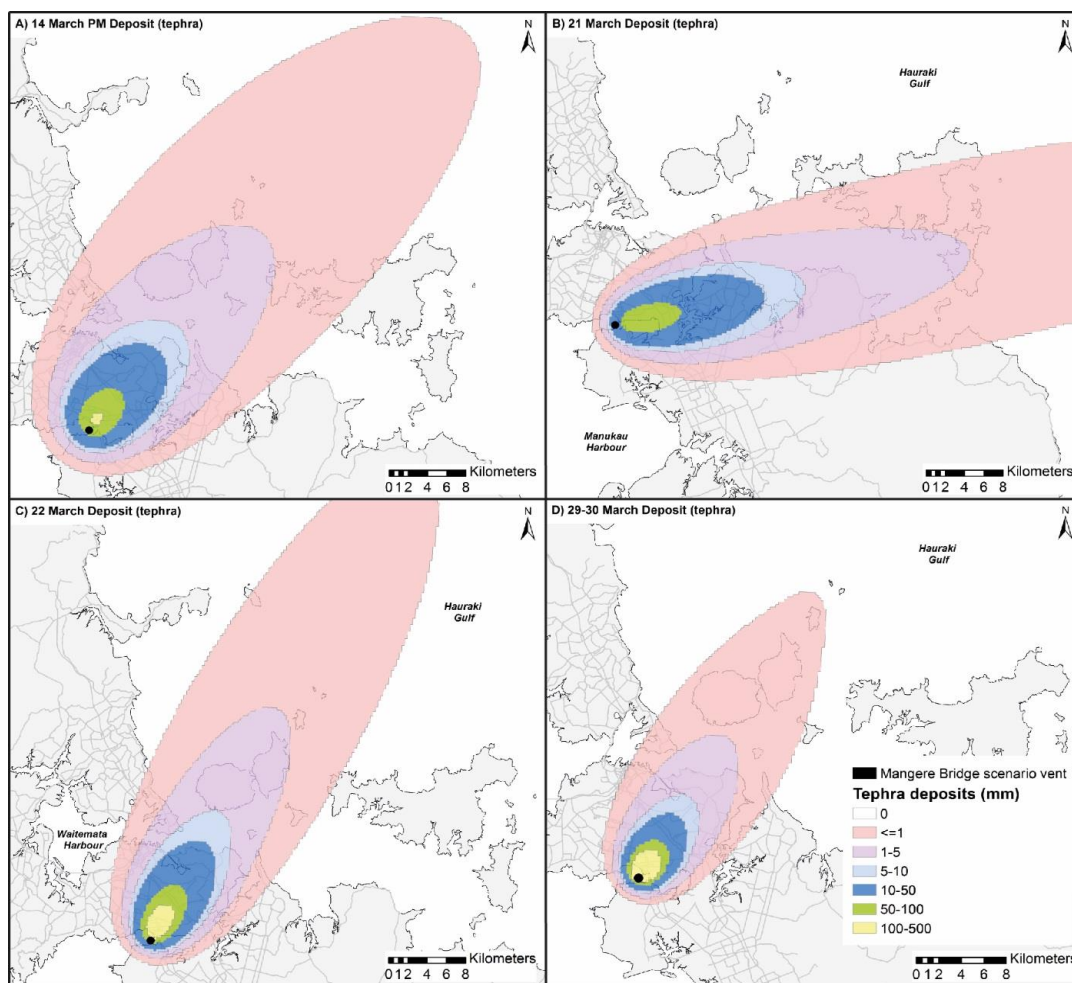 A) 14 March PM Deposit (tephra)
N
Kilometers
0 1 2 4 6 8
B) 21 March Deposit (tephra)
N
Hauraki
Gulf
Manukau
Harbour
Kilometers
0 1 2 4 6 8
C) 22 March Deposit (tephra)
N
Hauraki
Gulf
Waitemata
Harbour
Kilometers
0 1 2 4 6 8
D) 29-30 March Deposit (tephra)
N
Hauraki
Gulf
Mangere Bridge scenario vent
Tephra deposits (mm)
0
<=1
1-5
5-10
10-50
50-100
100-500
Kilometers
0 1 2 4 6 8